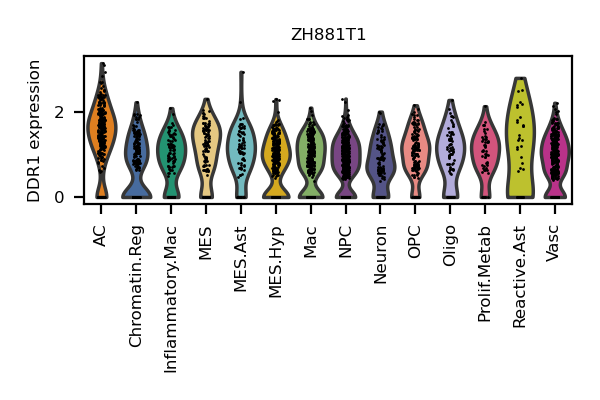 ZH881T1
DDR1 expression
2
0
AC
Chromatin.Reg
Inflammatory.Mac
MES
MES.Ast
MES.Hyp
Mac
NPC
Neuron
OPC
Oligo
Prolif.Metab
Reactive.Ast
Vasc